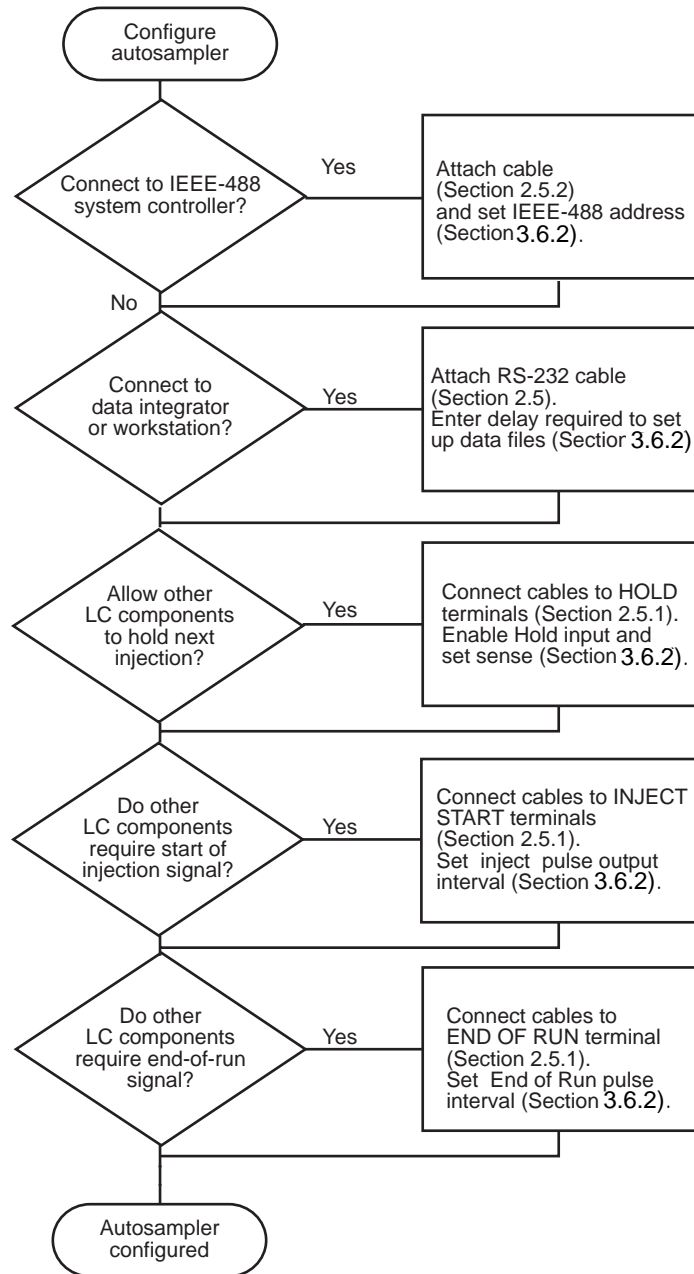 Configure
autosampler
Connect to IEEE-488
system controller?
Yes
Attach cable
(Section 2.5.2)
and set IEEE-488 address
(Section 3.6.2).
No
Connect to
data integrator
or workstation?
Yes
Attach RS-232 cable
(Section 2.5).
Enter delay required to set
up data files (Section 3.6.2)
Allow other
LC components
to hold next
injection?
Yes
Connect cables to HOLD
terminals (Section 2.5.1).
Enable Hold input and
set sense (Section 3.6.2).
Do other
LC components
require start of
injection signal?
Yes
Connect cables to INJECT
START terminals
(Section 2.5.1).
Set inject pulse output
interval (Section 3.6.2).
Do other
LC components
require end-of-run
signal?
Yes
Connect cables to
END OF RUN terminal
(Section 2.5.1).
Set End of Run pulse
interval (Section 3.6.2).
Autosampler
configured